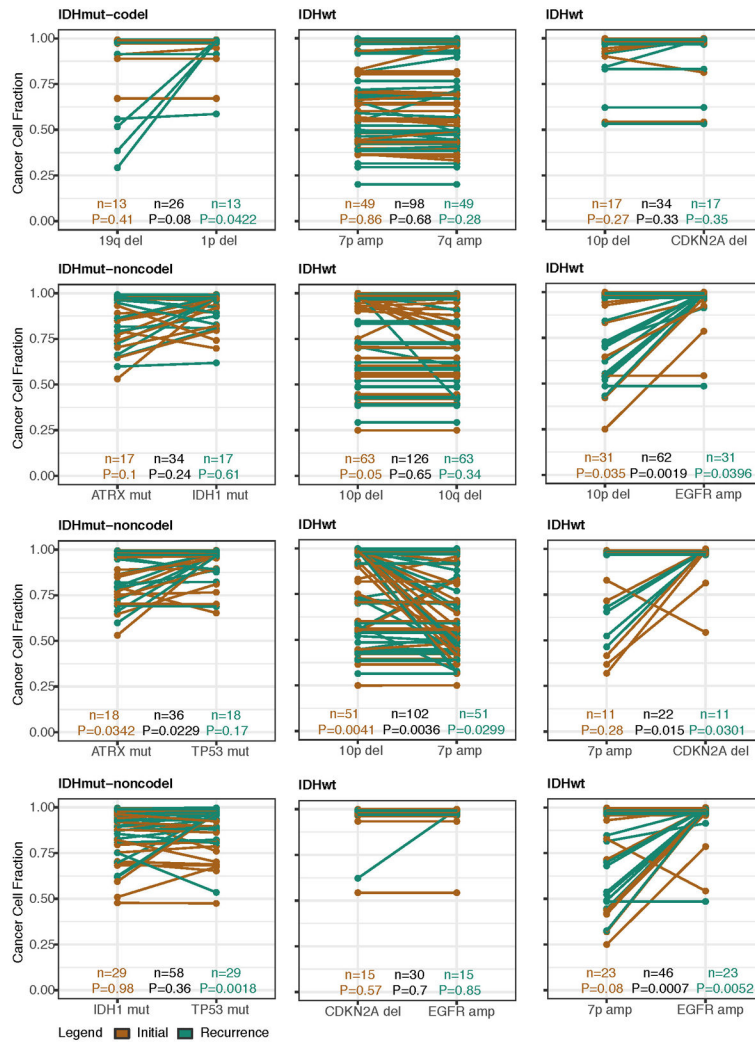 IDHmut−codel
IDHwt
IDHwt
Cancer Cell Fraction
1.00
0.75
0.50
0.25
0.00
n=13 n=26 n=13
P=0.41 P=0.08 P=0.0422
19q del 1p del
n=49 n=98 n=49
P=0.86 P=0.68 P=0.28
7p amp 7q amp
n=17 n=34 n=17
P=0.27 P=0.33 P=0.35
10p del CDKN2A del
IDHmut−noncodel
IDHwt
IDHwt
Cancer Cell Fraction
1.00
0.75
0.50
0.25
0.00
n=17 n=34 n=17
P=0.1 P=0.24 P=0.61
ATRX mut IDH1 mut
n=63 n=126 n=63
P=0.05 P=0.65 P=0.34
10p del 10q del
n=31 n=62 n=31
P=0.035 P=0.0019 P=0.0396
10p del EGFR amp
IDHmut−noncodel
IDHwt
IDHwt
Cancer Cell Fraction
1.00
0.75
0.50
0.25
0.00
n=18 n=36 n=18
P=0.0342 P=0.0229 P=0.17
ATRX mut TP53 mut
n=51 n=102 n=51
P=0.0041 P=0.0036 P=0.0299
10p del 7p amp
n=11 n=22 n=11
P=0.28 P=0.015 P=0.0301
7p amp CDKN2A del
IDHmut−noncodel
IDHwt
IDHwt
Cancer Cell Fraction
1.00
0.75
0.50
0.25
0.00
n=29 n=58 n=29
P=0.98 P=0.36 P=0.0018
IDH1 mut TP53 mut
n=15 n=30 n=15
P=0.57 P=0.7 P=0.85
CDKN2A del EGFR amp
n=23 n=46 n=23
P=0.08 P=0.0007 P=0.0052
7p amp EGFR amp
Legend Initial Recurrence